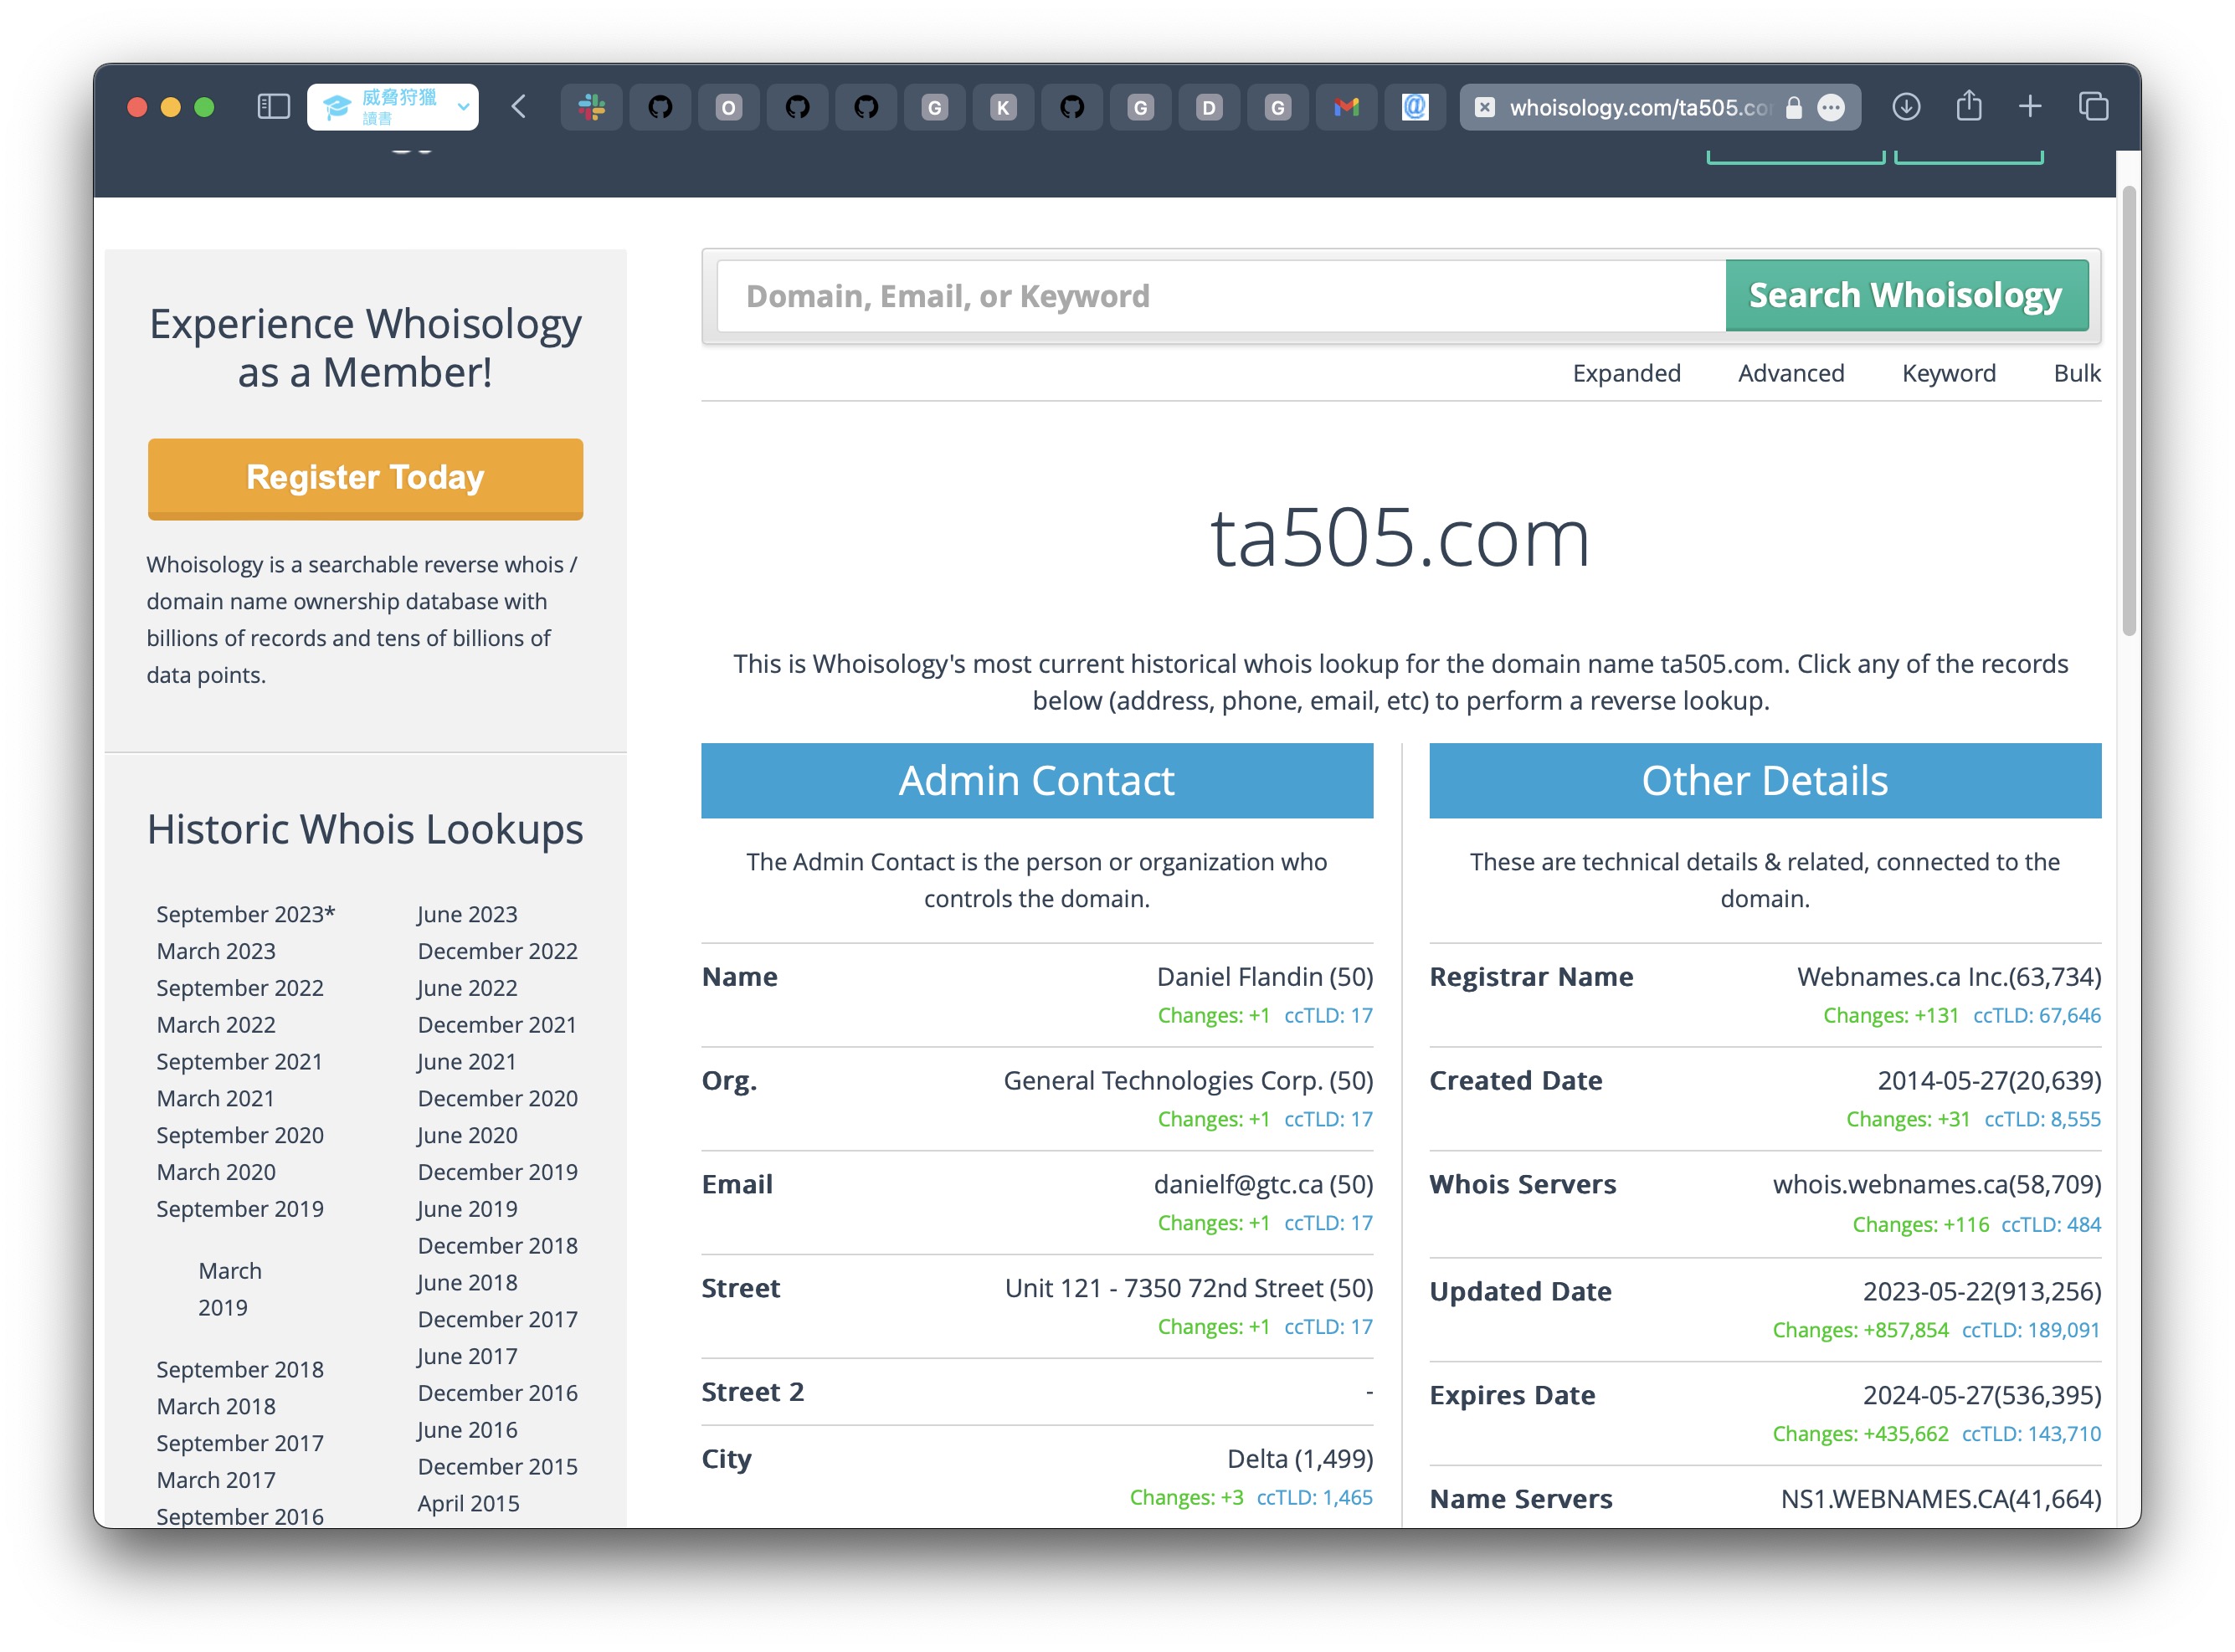 威脅狩獵
讀書
O
G
K
G
D
G
@
whoisology.com/ta505.co
Experience Whoisology
as a Member!
Register Today
Whoisology is a searchable reverse whois /
domain name ownership database with
billions of records and tens of billions of
data points.
Historic Whois Lookups
September 2023* June 2023
March 2023 December 2022
September 2022 June 2022
March 2022 December 2021
September 2021 June 2021
March 2021 December 2020
September 2020 June 2020
March 2020 December 2019
September 2019 June 2019
December 2018
March
2019
June 2018
December 2017
June 2017
September 2018
December 2016
March 2018
June 2016
September 2017
December 2015
March 2017
April 2015
September 2016
Domain, Email, or Keyword
Search Whoisology
Expanded Advanced Keyword Bulk
ta505.com
This is Whoisology's most current historical whois lookup for the domain name ta505.com. Click any of the records
below (address, phone, email, etc) to perform a reverse lookup.
Admin Contact
The Admin Contact is the person or organization who
controls the domain.
Name Daniel Flandin (50)
Changes: +1 ccTLD: 17
Org. General Technologies Corp. (50)
Changes: +1 ccTLD: 17
Email danielf@gtc.ca (50)
Changes: +1 ccTLD: 17
Street Unit 121 - 7350 72nd Street (50)
Changes: +1 ccTLD: 17
Street 2 -
City Delta (1,499)
Changes: +3 ccTLD: 1,465
Other Details
These are technical details & related, connected to the
domain.
Registrar Name Webnames.ca Inc.(63,734)
Changes: +131 ccTLD: 67,646
Created Date 2014-05-27(20,639)
Changes: +31 ccTLD: 8,555
Whois Servers whois.webnames.ca(58,709)
Changes: +116 ccTLD: 484
Updated Date 2023-05-22(913,256)
Changes: +857,854 ccTLD: 189,091
Expires Date 2024-05-27(536,395)
Changes: +435,662 ccTLD: 143,710
Name Servers NS1.WEBNAMES.CA(41,664)